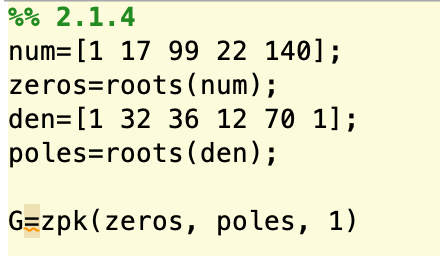 %% 2.1.4
num=[1 17 99 22 140];
zeros=roots(num);
den=[1 32 36 12 70 1];
poles=roots(den);
G=zpk(zeros, poles, 1)